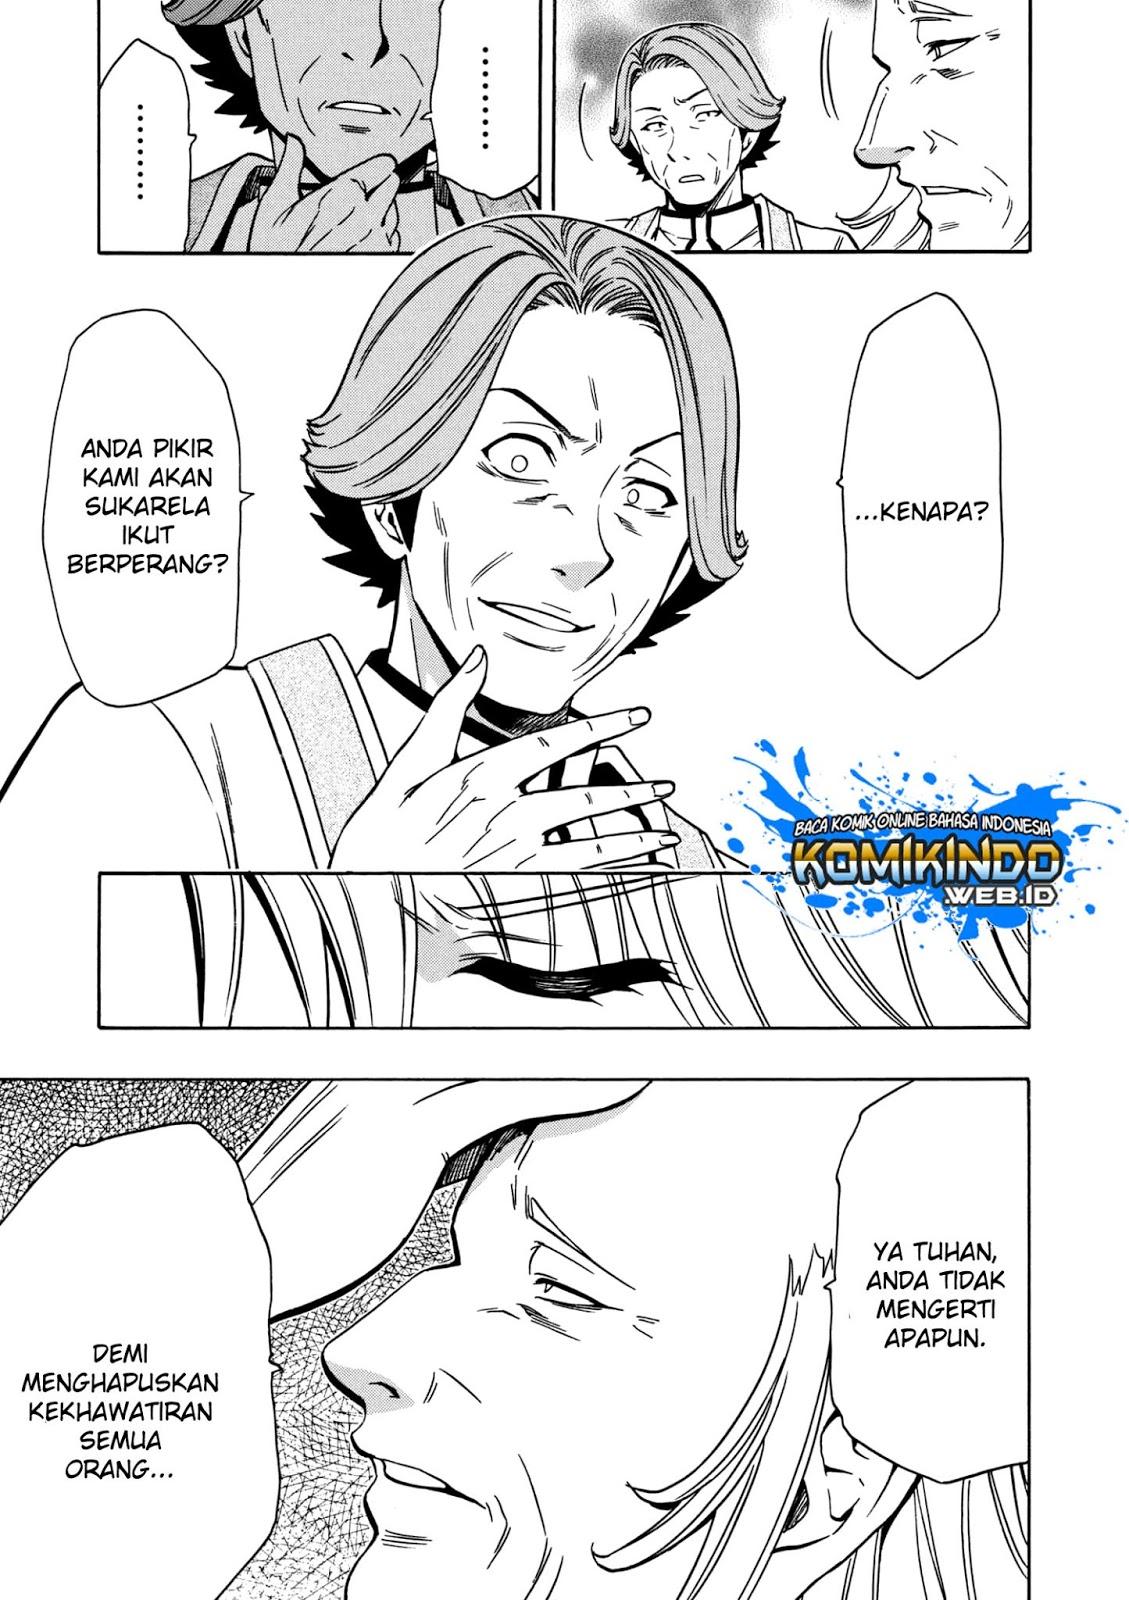 ......
......
...KENAPA?
ANDA PIKIR
KAMI AKAN
SUKARELA
IKUT
BERPERANG?
BACA KOMIK ONLINE BAHASA INDONESIA
KOMIKINDO
.WEB.ID
YA TUHAN,
ANDA TIDAK
MENGERTI
APAPUN.
DEMI
MENGHAPUSKAN
KEKHAWATIRAN
SEMUA
ORANG...